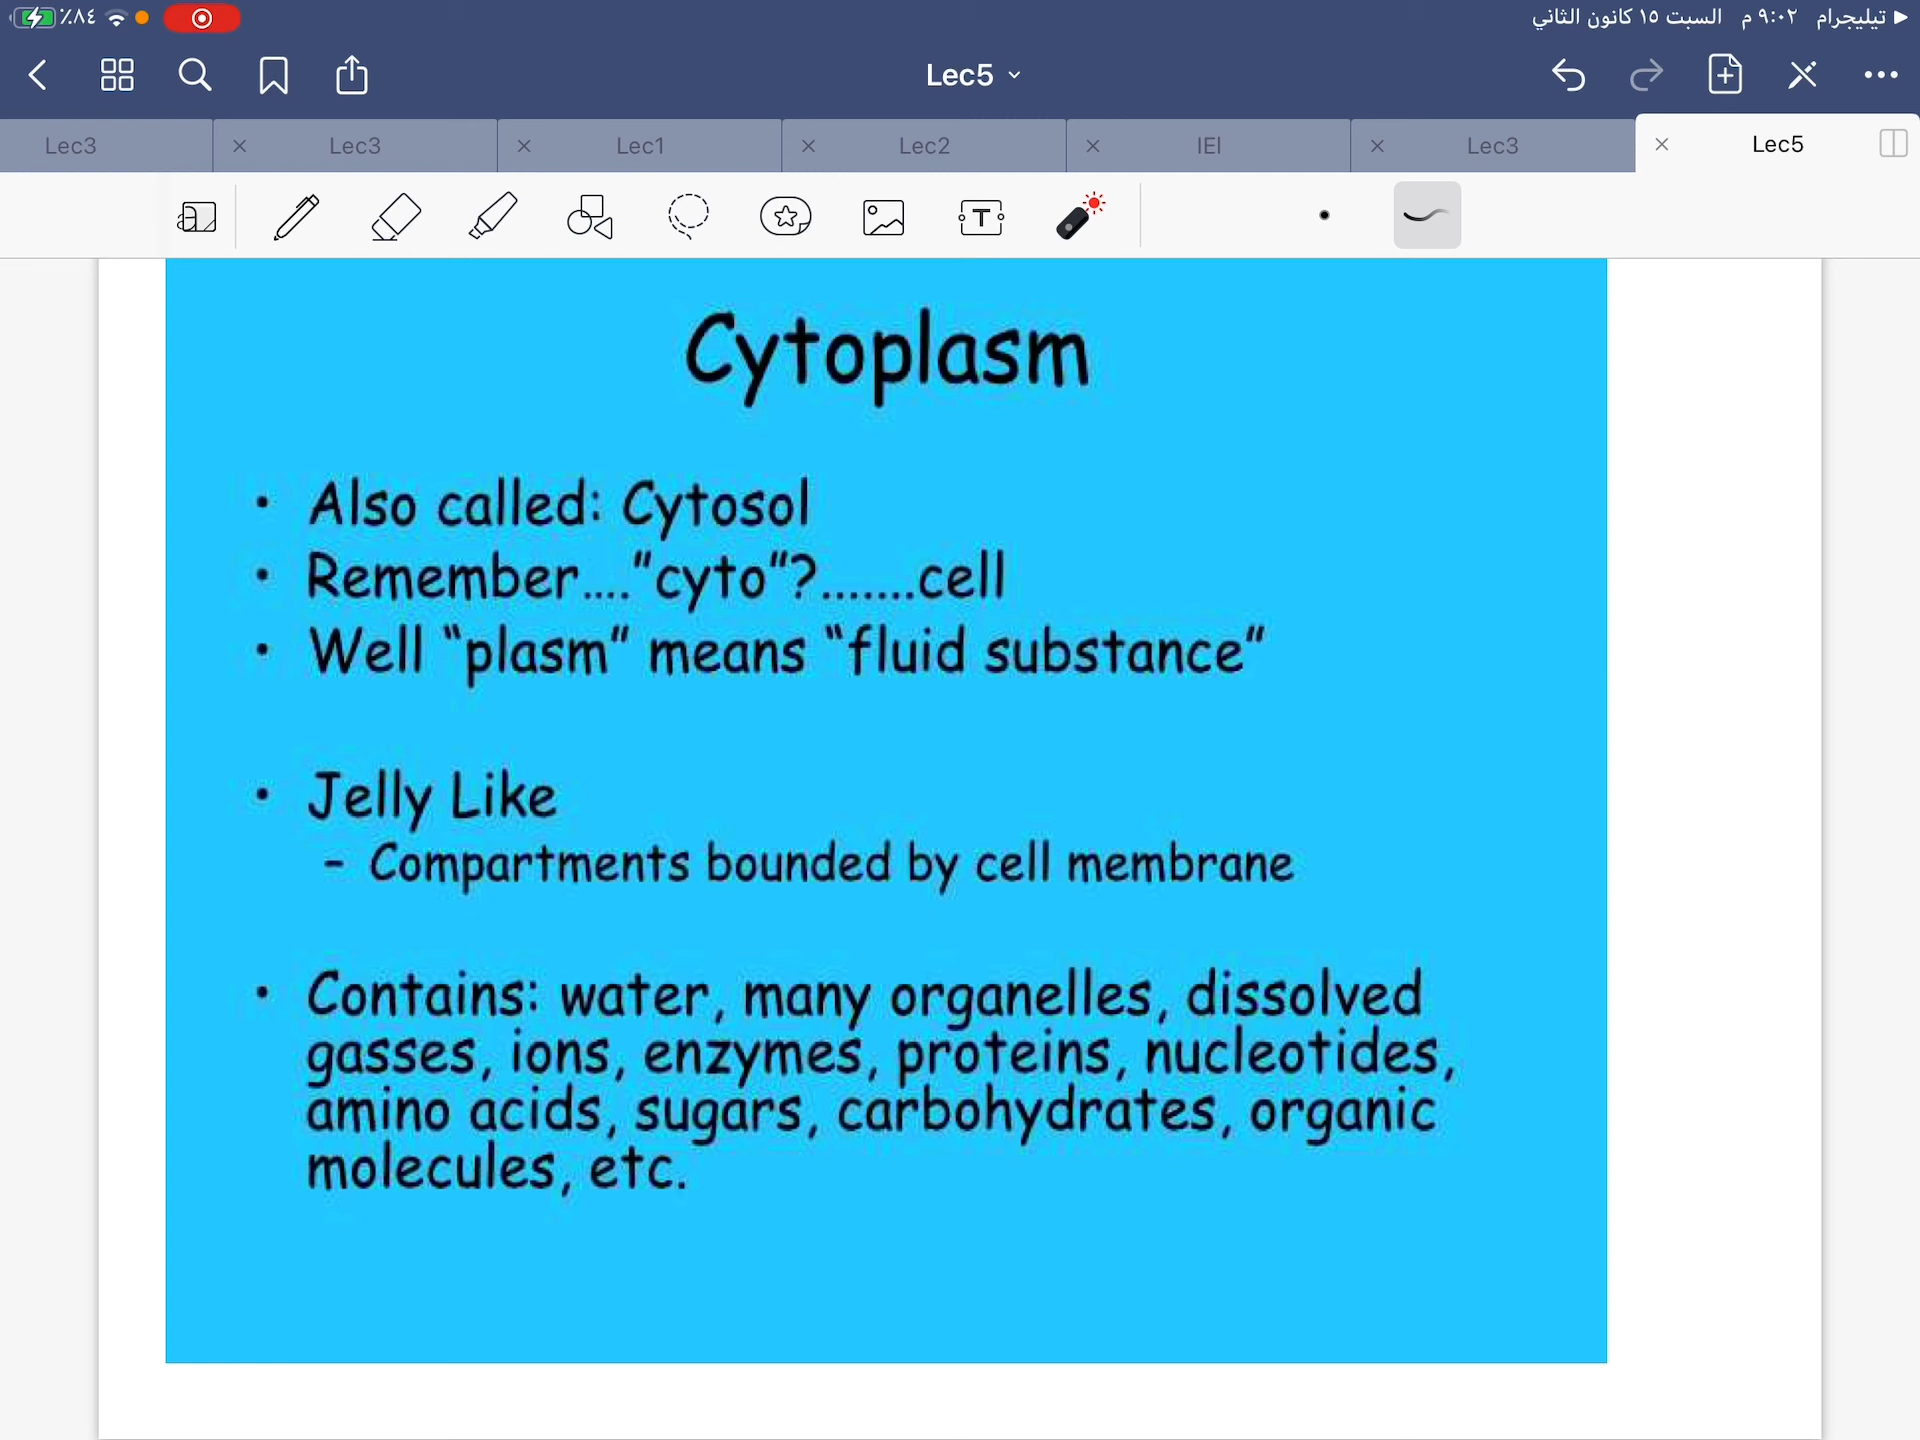 ٪٨٤
◀ تيليجرام ٩:٠٢ م السبت ١٥ كانون الثاني
Lec5
Lec3
Lec3
Lec1
Lec2
IEl
Lec3
Lec5
Cytoplasm
• Also called: Cytosol
• Remember...."cyto"?.......cell
• Well “plasm” means “fluid substance”
• Jelly Like
– Compartments bounded by cell membrane
• Contains: water, many organelles, dissolved
gasses, ions, enzymes, proteins, nucleotides,
amino acids, sugars, carbohydrates, organic
molecules, etc.